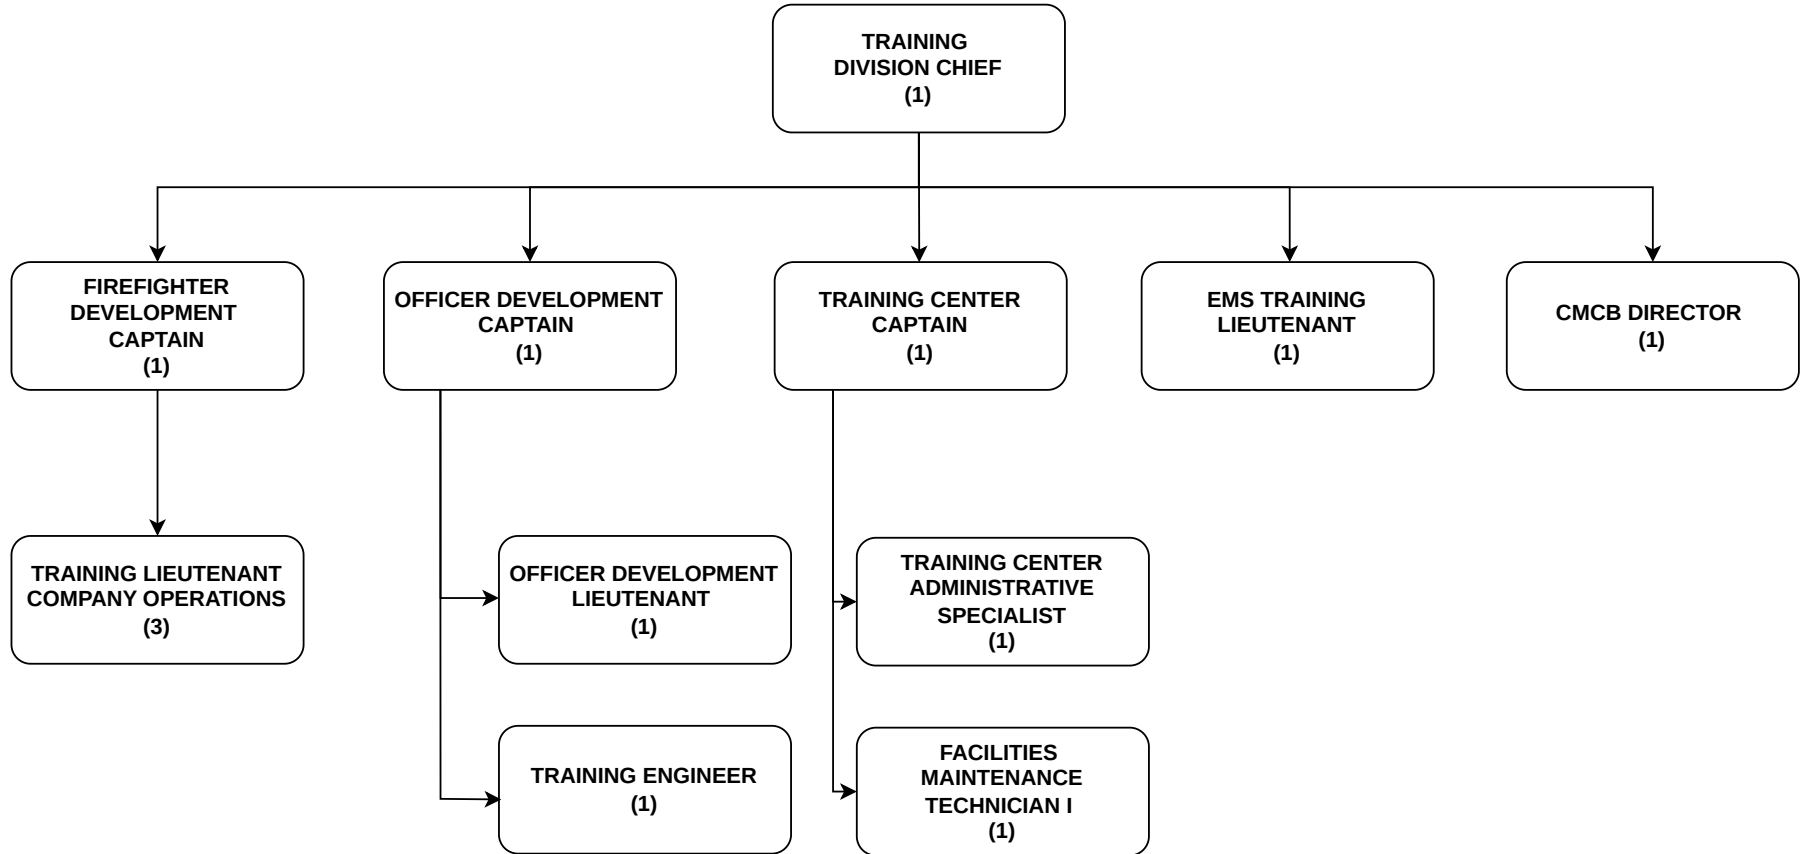 TRAINING
DIVISION CHIEF
(1)
FIREFIGHTER
DEVELOPMENT
CAPTAIN
(1)
OFFICER DEVELOPMENT
CAPTAIN
(1)
TRAINING CENTER
CAPTAIN
(1)
EMS TRAINING
LIEUTENANT
(1)
CMCB DIRECTOR
(1)
TRAINING LIEUTENANT
COMPANY OPERATIONS
(3)
OFFICER DEVELOPMENT
LIEUTENANT
(1)
TRAINING CENTER
ADMINISTRATIVE
SPECIALIST
(1)
TRAINING ENGINEER
(1)
FACILITIES
MAINTENANCE
TECHNICIAN I
(1)